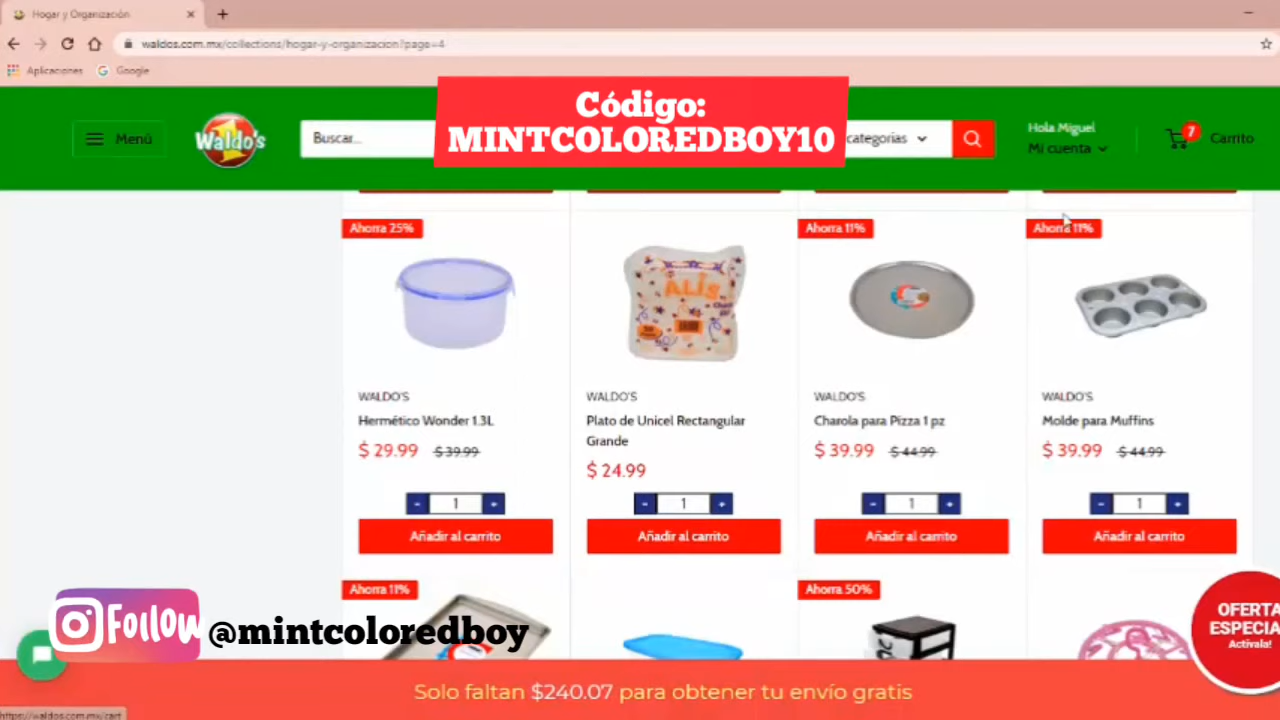 Hogar y Organización
waldos.com.mx/collections/hogar-y-organizacion?page=4
Aplicaciones
Google
Código:
MINTCOLOREDBOY10
Menú
Waldo's
Buscar...
categorias
Hola Miguel
Mi cuenta
7
Carrito
Ahorra 25%
Ahorra 11%
Ahorra 11%
ALIS
WALDO'S
WALDO'S
WALDO'S
WALDO'S
Hermético Wonder 1.3L
Plato de Unicel Rectangular
Grande
Charola para Pizza 1 pz
Molde para Muffins
$ 29.99 $ 39.99
$ 24.99
$ 39.99 $ 44.99
$ 39.99 $ 44.99
- 1 +
- 1 +
- 1 +
- 1 +
Añadir al carrito
Añadir al carrito
Añadir al carrito
Añadir al carrito
Ahorra 11%
Ahorra 50%
Follow @mintcoloredboy
OFERTA
ESPECIA
Actívala!
Solo faltan $240.07 para obtener tu envío gratis
https://waldos.com.mx/cart